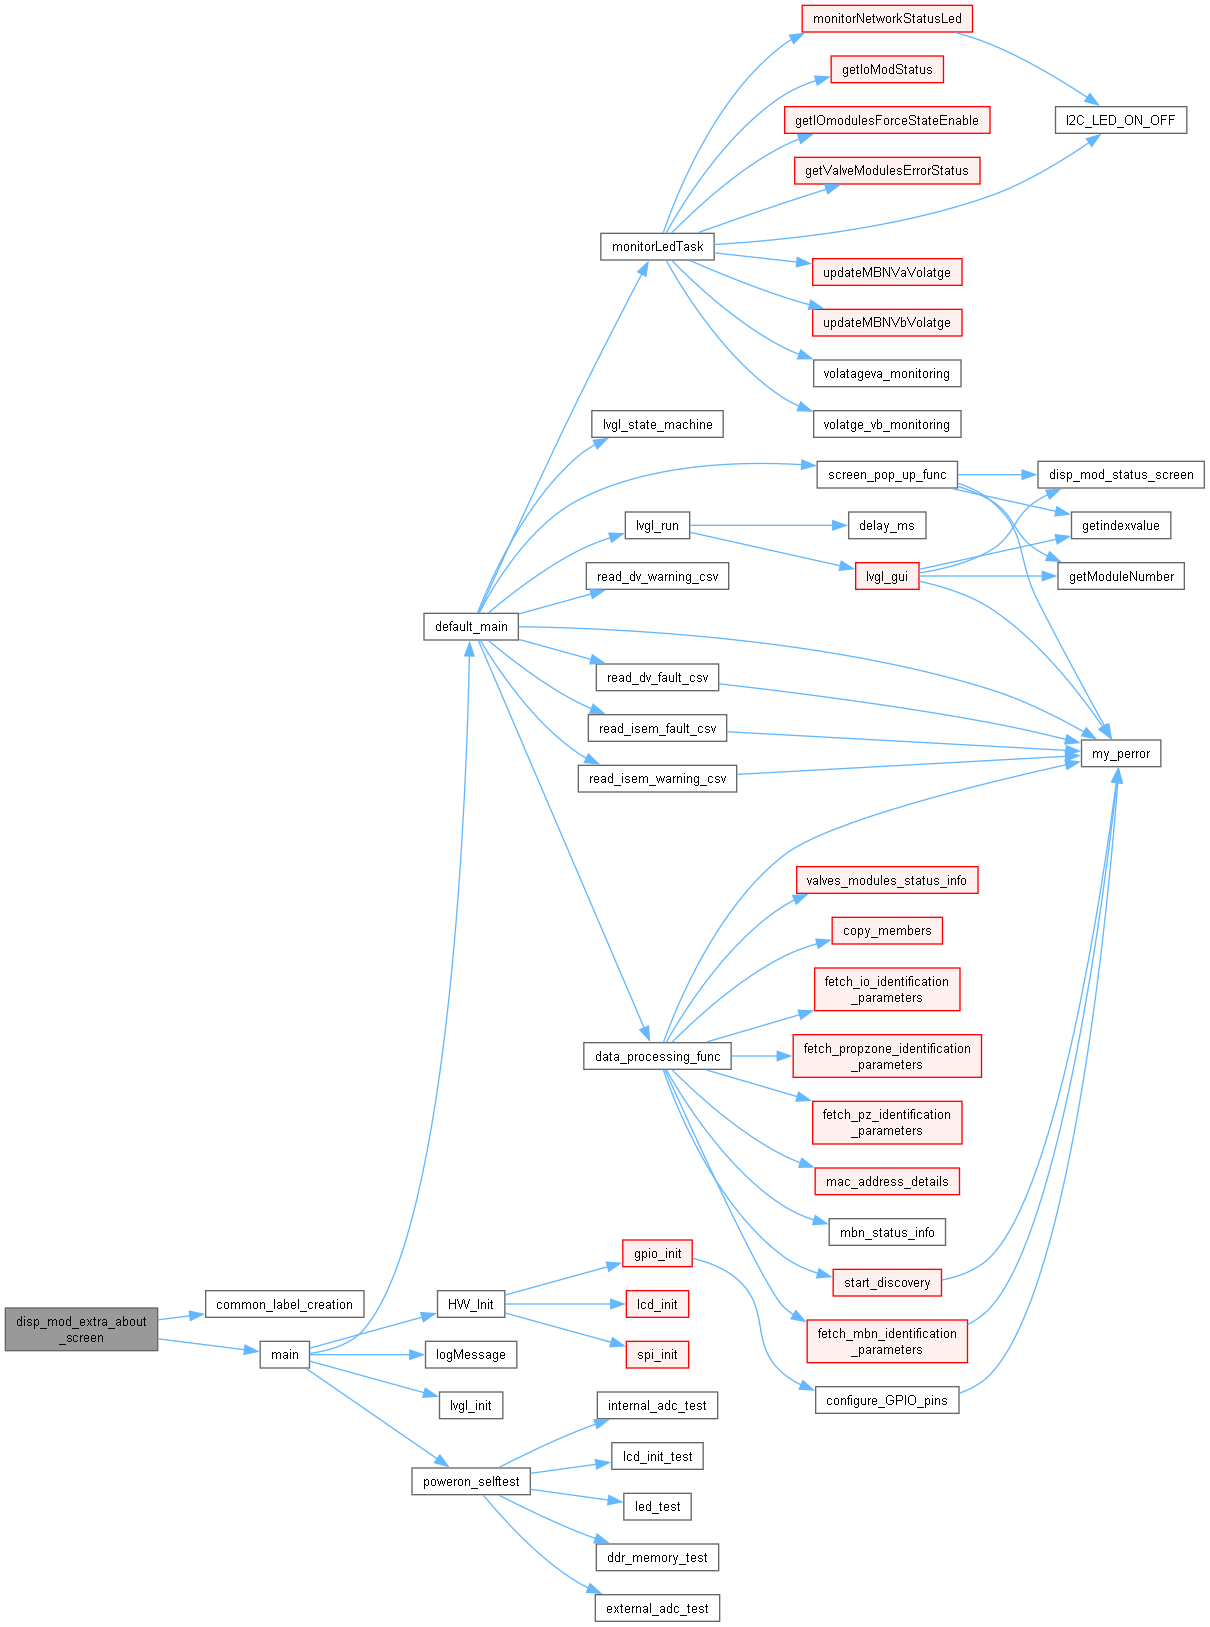 monitorNetworkStatusLed
getIoModStatus
getIOmodulesForceStateEnable
I2C_LED_ON_OFF
getValveModulesErrorStatus
monitorLedTask
updateMBNVaVolatge
updateMBNVbVolatge
volatageva_monitoring
lvgl_state_machine
volatge_vb_monitoring
screen_pop_up_func
disp_mod_status_screen
lvgl_run
delay_ms
getindexvalue
read_dv_warning_csv
lvgl_gui
getModuleNumber
default_main
read_dv_fault_csv
read_isem_fault_csv
my_perror
read_isem_warning_csv
valves_modules_status_info
copy_members
fetch_io_identification
_parameters
data_processing_func
fetch_propzone_identification
_parameters
fetch_pz_identification
_parameters
mac_address_details
mbn_status_info
gpio_init
start_discovery
common_label_creation
HW_Init
lcd_init
disp_mod_extra_about
_screen
fetch_mbn_identification
_parameters
main
logMessage
spi_init
configure_GPIO_pins
lvgl_init
internal_adc_test
lcd_init_test
poweron_selftest
led_test
ddr_memory_test
external_adc_test